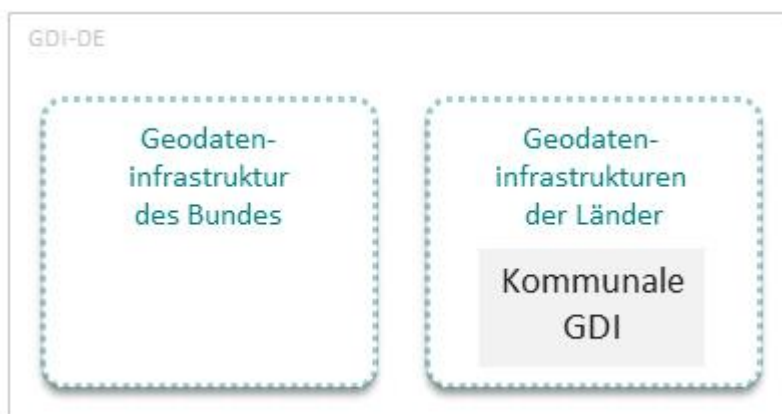 GDI-DE
Geodaten-
infrastruktur
des Bundes
Geodaten-
infrastrukturen
der Länder
Kommunale
GDI